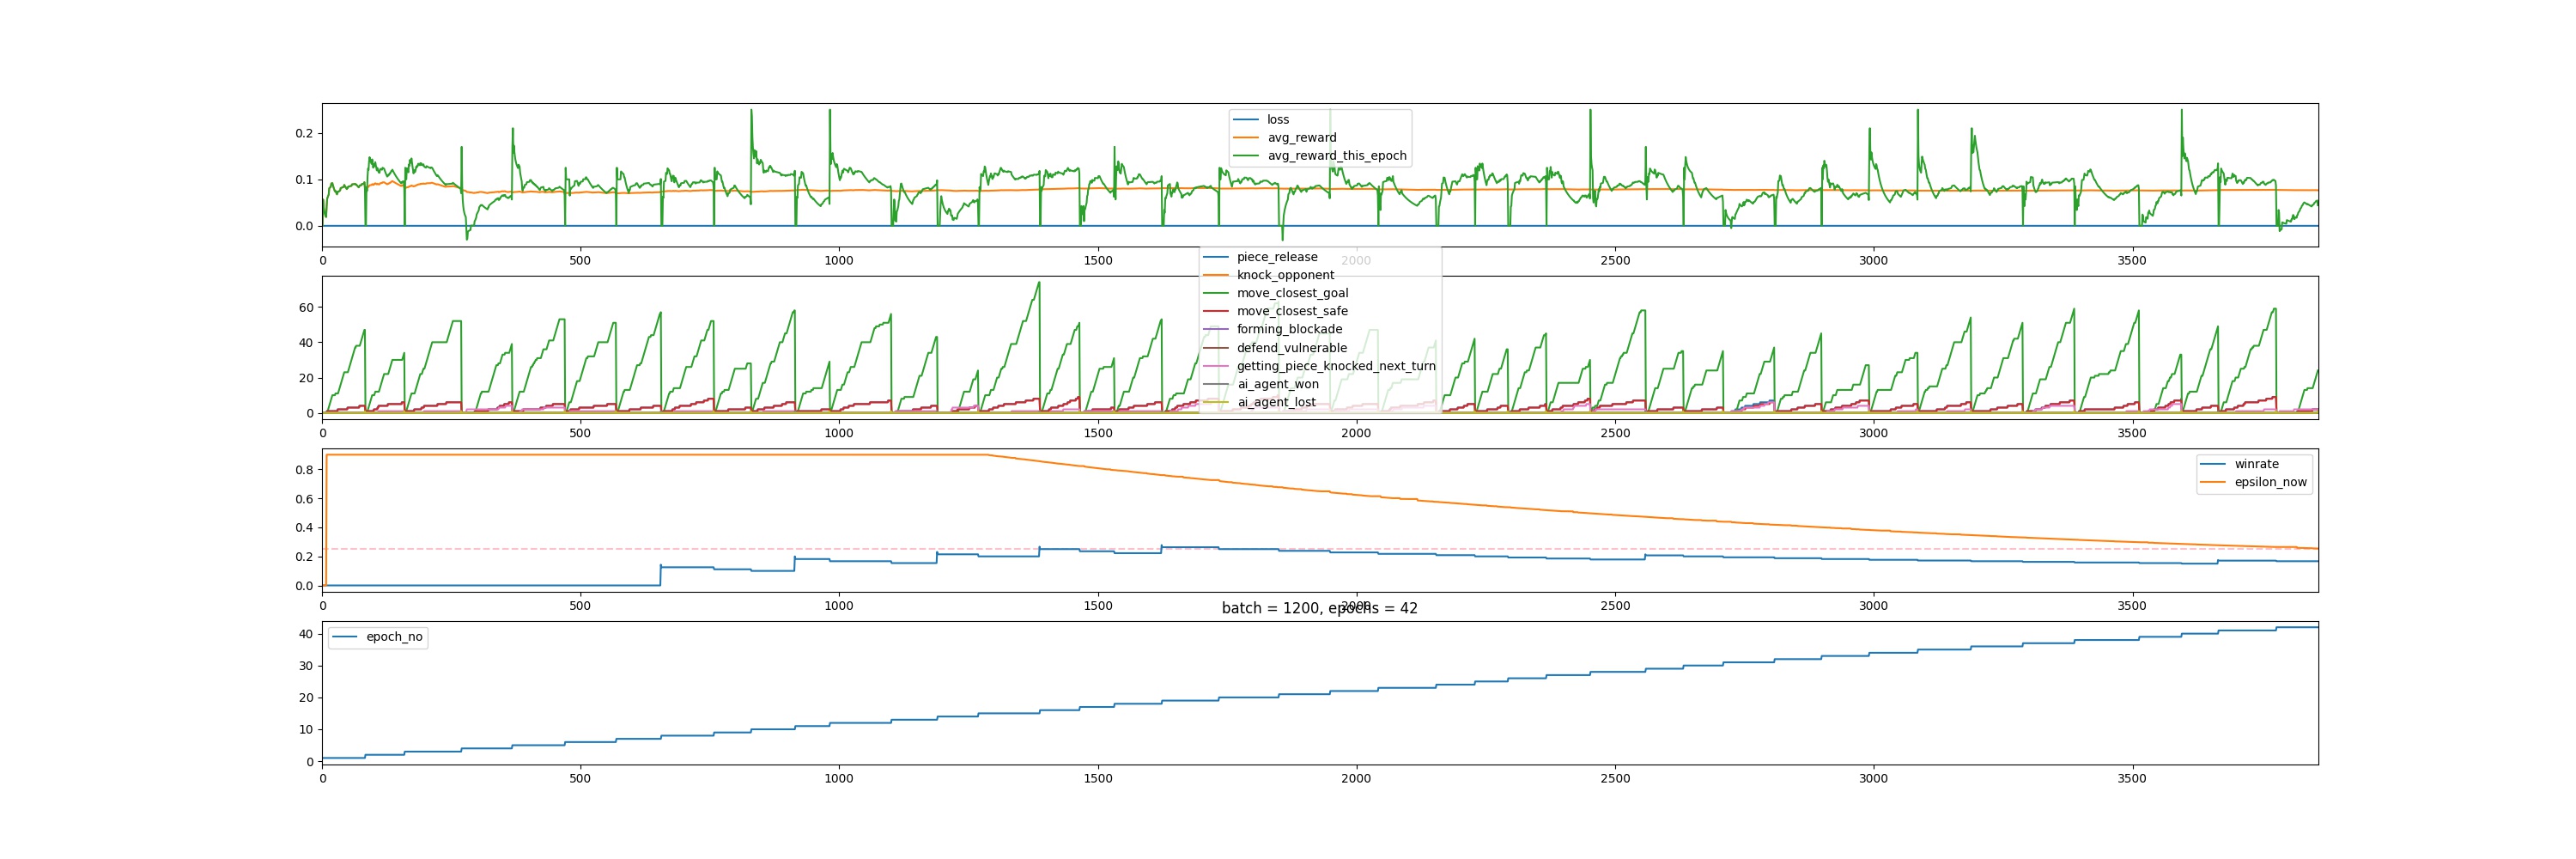 0.2
0.1
0.0
loss
avg_reward
avg_reward_this_epoch
0 500 1000 1500 2000 2500 3000 3500
60
40
20
0
piece_release
knock_opponent
move_closest_goal
move_closest_safe
forming_blockade
defend_vulnerable
getting_piece_knocked_next_turn
ai_agent_won
ai_agent_lost
0 500 1000 1500 2000 2500 3000 3500
0.8
0.6
0.4
0.2
0.0
winrate
epsilon_now
0 500 1000 1500 2000 2500 3000 3500
batch = 1200, epochs = 42
40
30
20
10
0
epoch_no
0 500 1000 1500 2000 2500 3000 3500